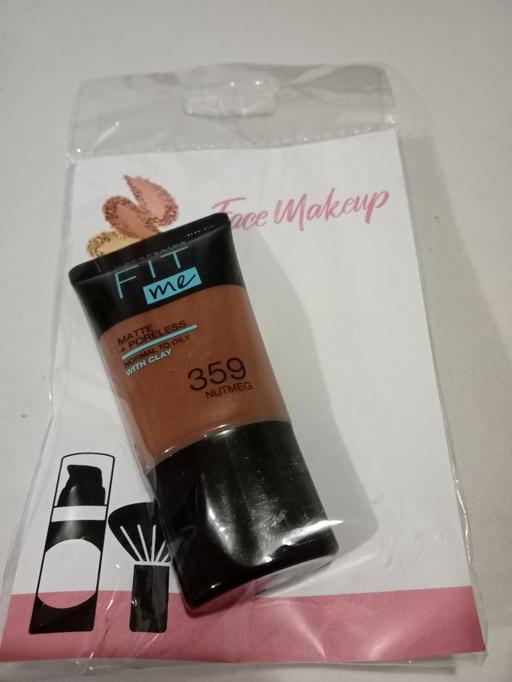 Face Makeup
FIT
me
MATTE
+ PORELESS
NORMAL TO OILY
WITH CLAY
359
NUTMEG